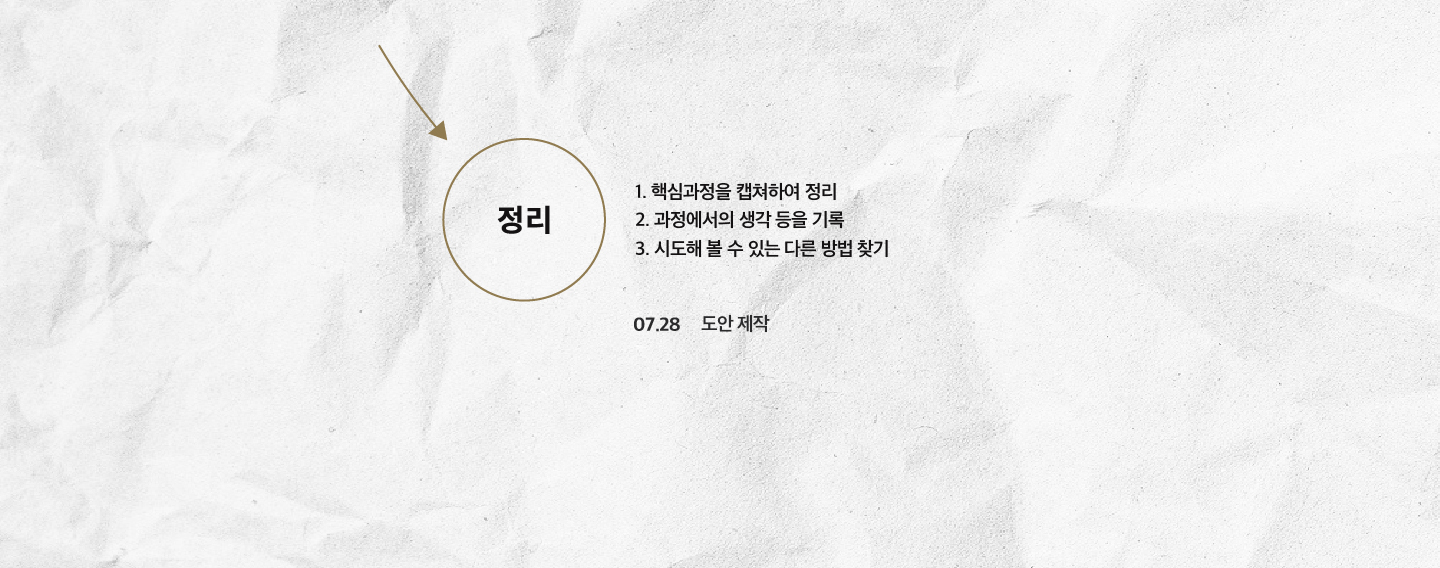 정리
1. 핵심과정을 캡쳐하여 정리
2. 과정에서의 생각 등을 기록
3. 시도해 볼 수 있는 다른 방법 찾기
07.28 도안 제작